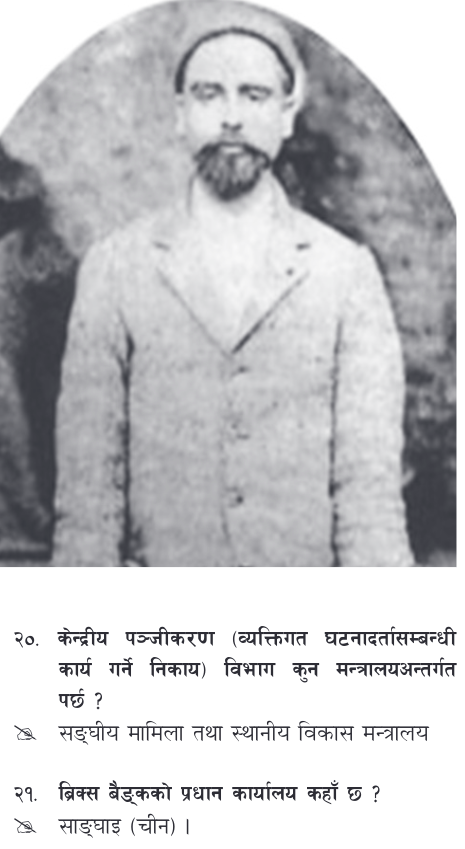 २०. केन्द्रीय पञ्जीकरण (व्यक्तिगत घटनादर्तासम्बन्धी
कार्य गर्ने निकाय) विभाग कुन मन्त्रालयअन्तर्गत
पर्छ ?
सङ्घीय मामिला तथा स्थानीय विकास मन्त्रालय
२१. ब्रिक्स बैङ्कको प्रधान कार्यालय कहाँ छ ?
साङ्घाइ (चीन) ।